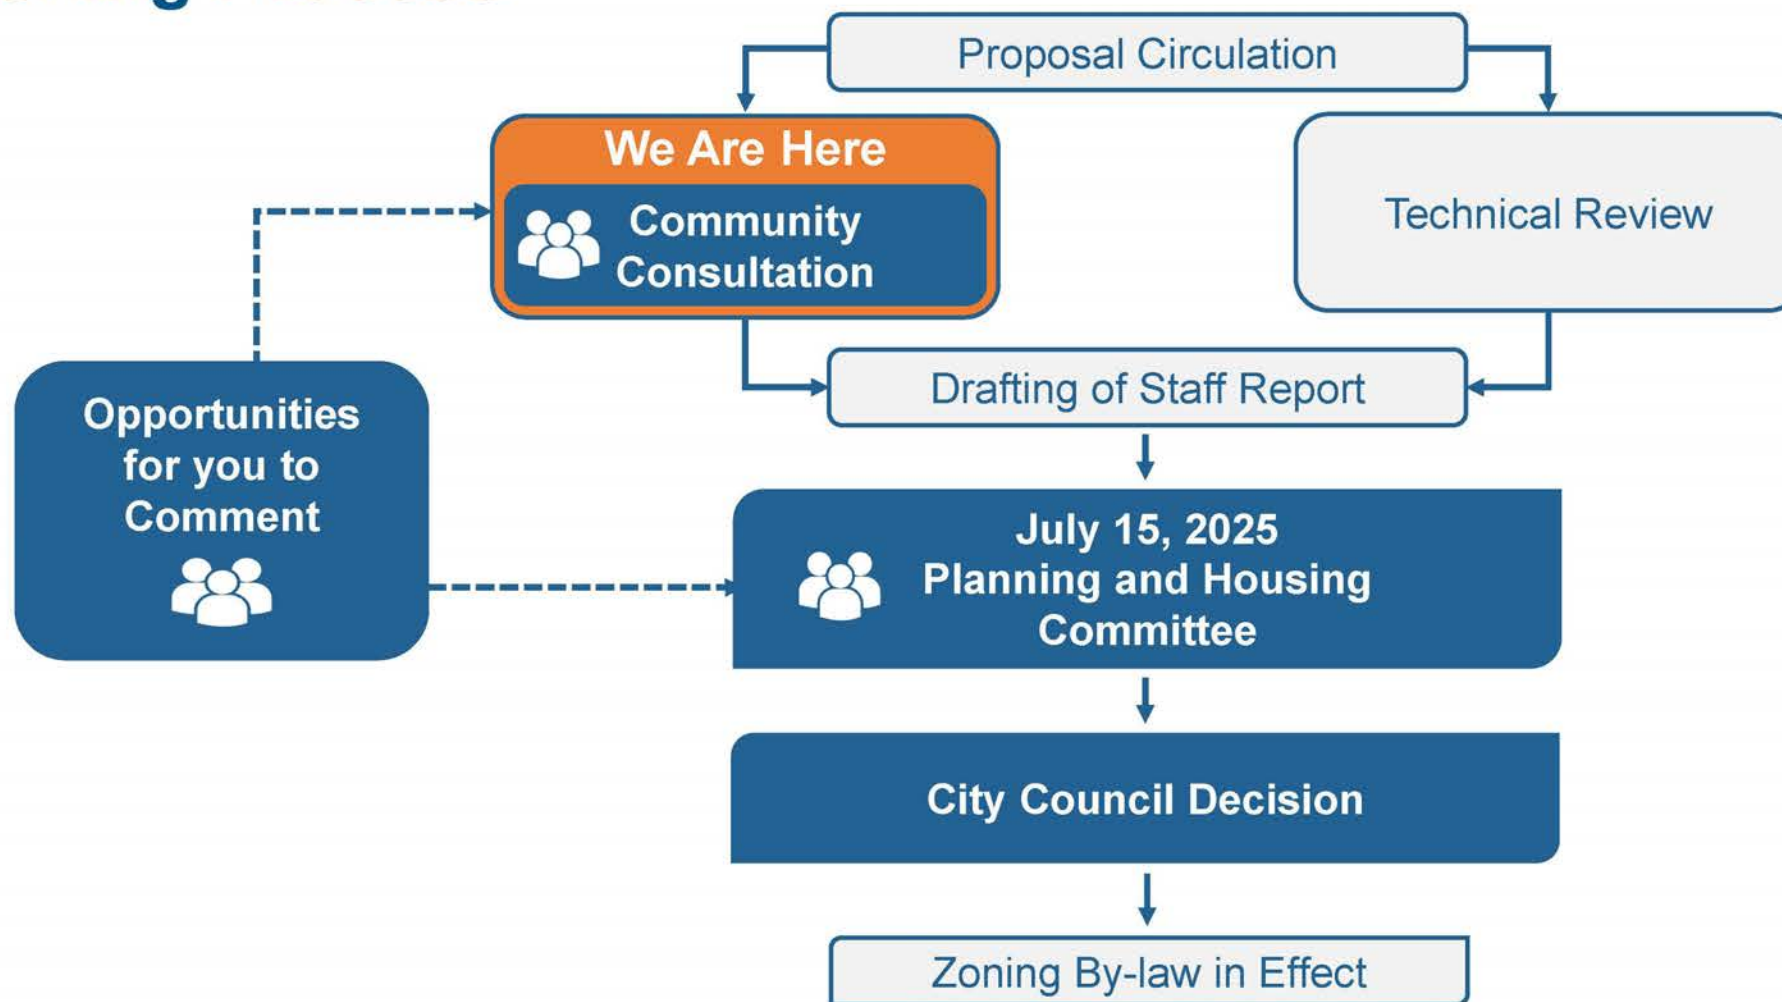 Proposal Circulation
We Are Here
Community
Consultation
Technical Review
Drafting of Staff Report
Opportunities
for you to
Comment
July 15, 2025
Planning and Housing
Committee
City Council Decision
Zoning By-law in Effect